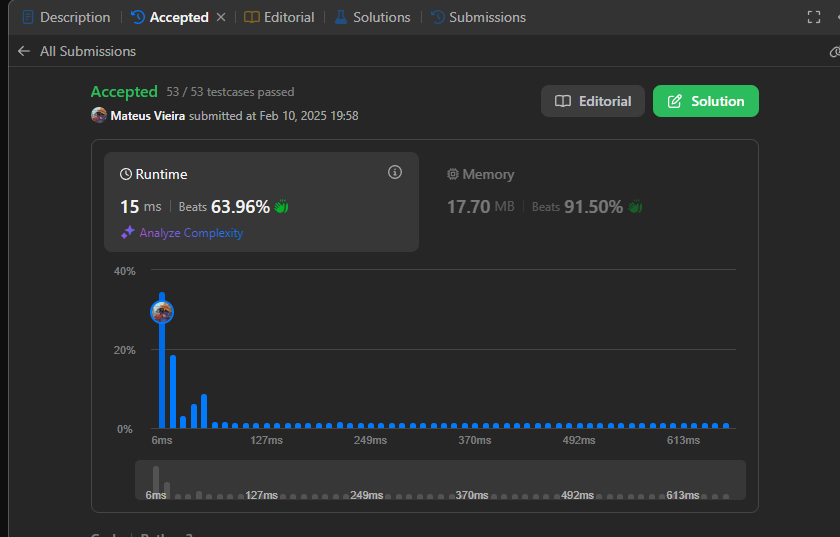 Description Accepted Editorial Solutions Submissions
All Submissions
Accepted 53 / 53 testcases passed
Mateus Vieira submitted at Feb 10, 2025 19:58
Editorial
Solution
Runtime
15 ms Beats 63.96%
Analyze Complexity
Memory
17.70 MB Beats 91.50%
40%
20%
0%
6ms 127ms 249ms 370ms 492ms 613ms
6ms 127ms 249ms 370ms 492ms 613ms